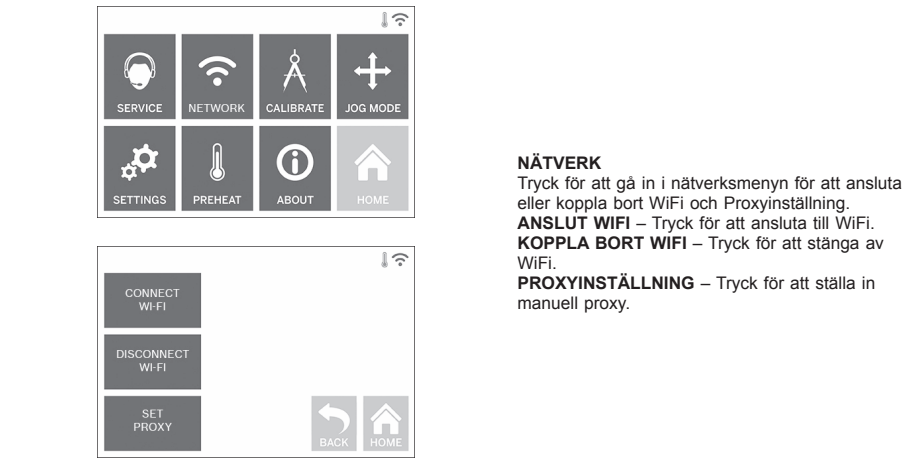 SERVICE
NETWORK
CALIBRATE
JOG MODE
SETTINGS
PREHEAT
ABOUT
HOME
CONNECT
WI-FI
DISCONNECT
WI-FI
SET
PROXY
BACK
HOME
NÄTVERK
Tryck för att gå in i nätverksmenyn för att ansluta
eller koppla bort WiFi och Proxyinställning.
ANSLUT WIFI – Tryck för att ansluta till WiFi.
KOPPLA BORT WIFI – Tryck för att stänga av
WiFi.
PROXYINSTÄLLNING – Tryck för att ställa in
manuell proxy.